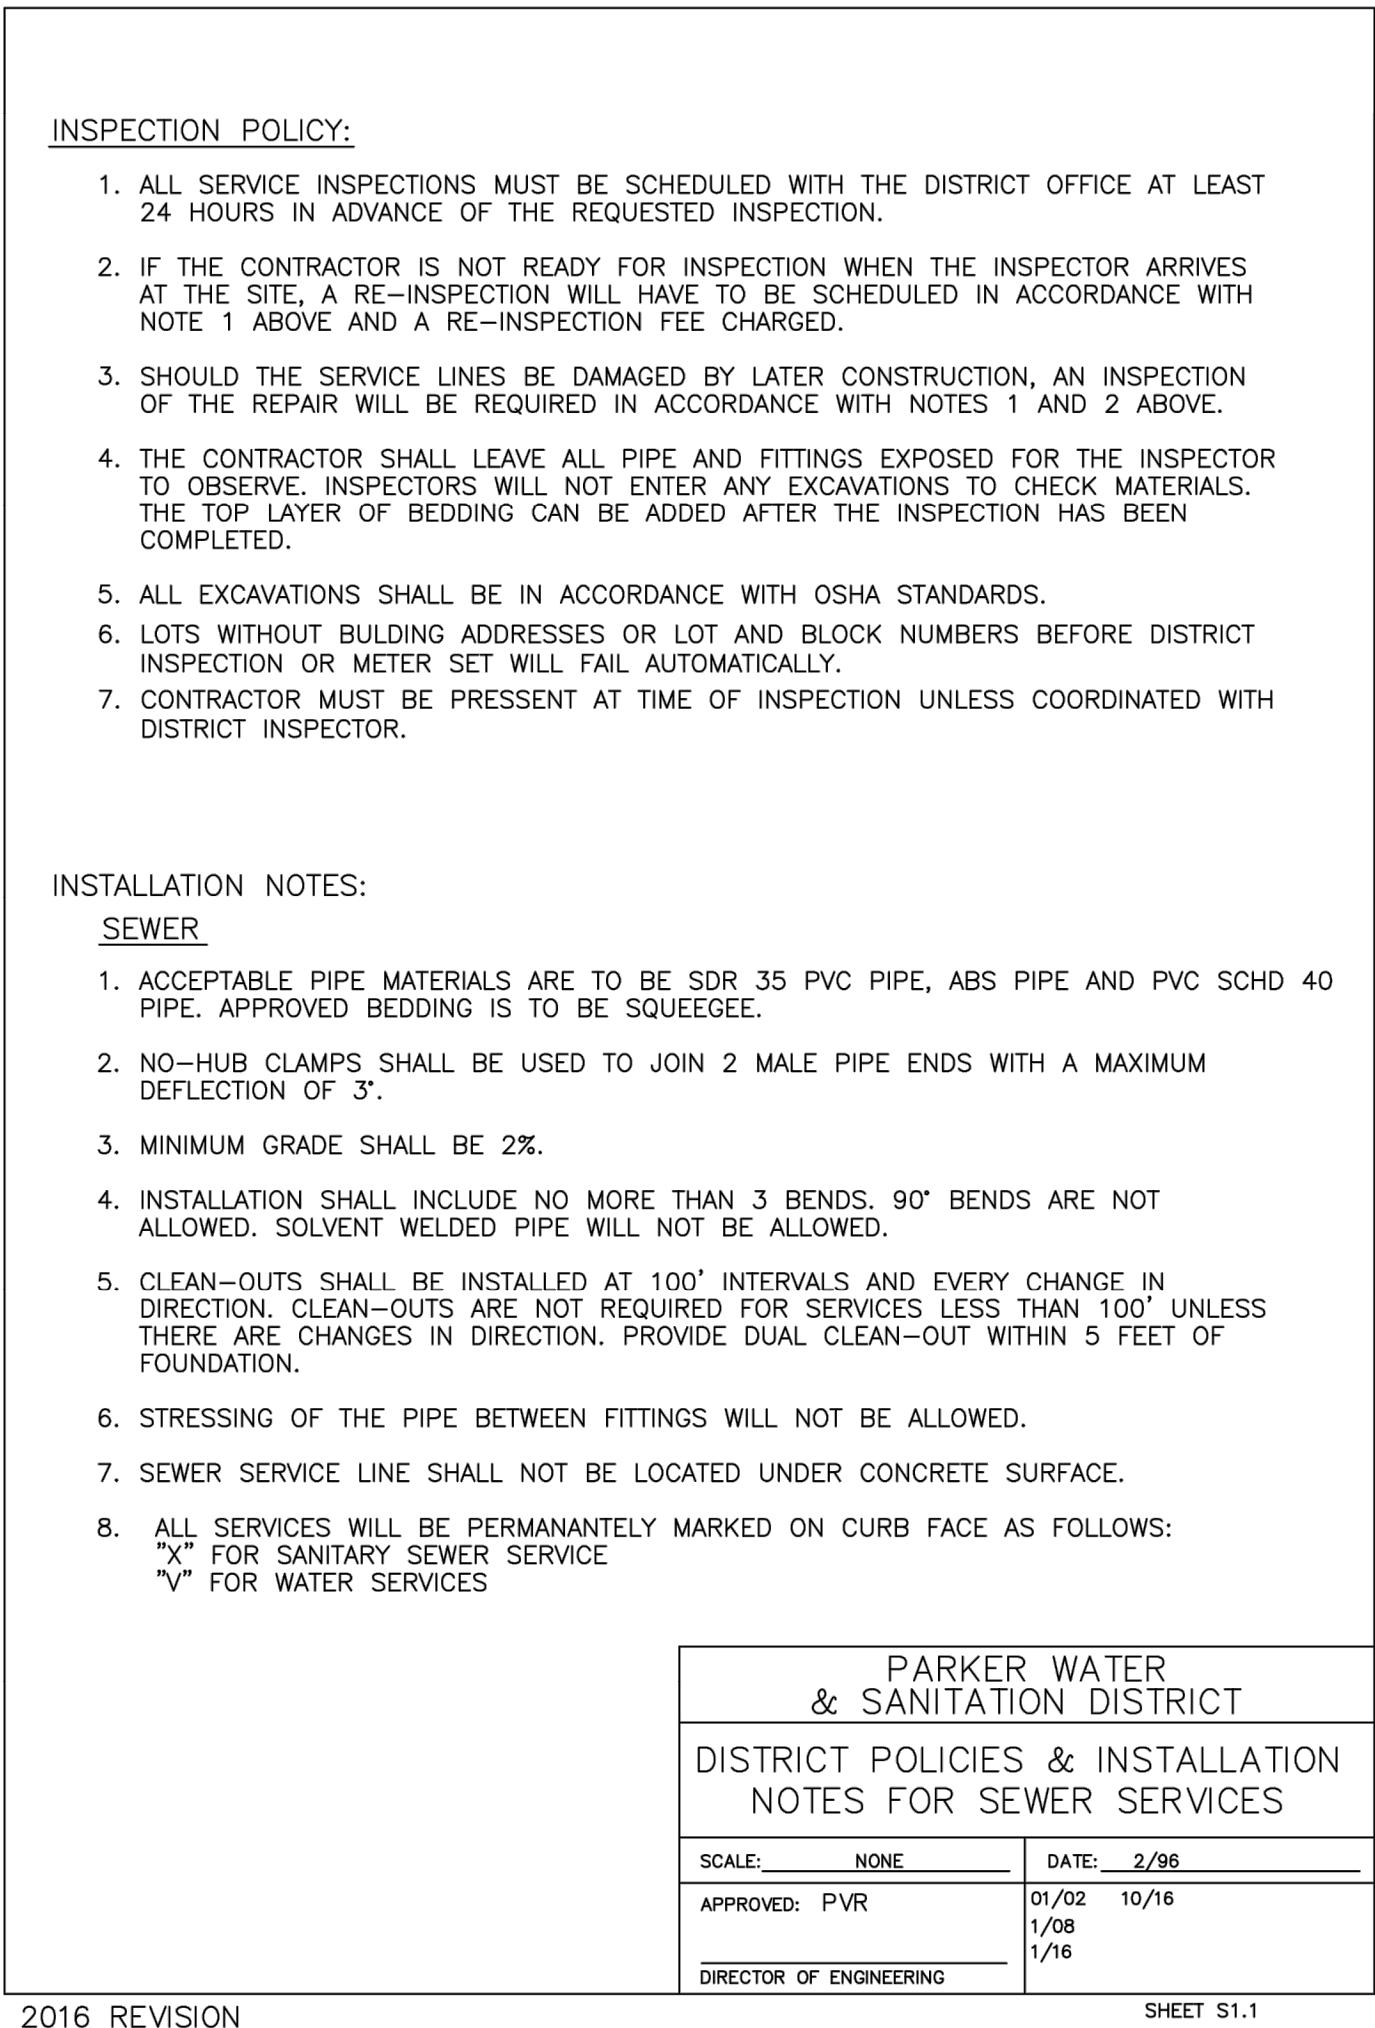 INSPECTION POLICY:
1. ALL SERVICE INSPECTIONS MUST BE SCHEDULED WITH THE DISTRICT OFFICE AT LEAST
24 HOURS IN ADVANCE OF THE REQUESTED INSPECTION.
2. IF THE CONTRACTOR IS NOT READY FOR INSPECTION WHEN THE INSPECTOR ARRIVES
AT THE SITE, A RE-INSPECTION WILL HAVE TO BE SCHEDULED IN ACCORDANCE WITH
NOTE 1 ABOVE AND A RE-INSPECTION FEE CHARGED.
3. SHOULD THE SERVICE LINES BE DAMAGED BY LATER CONSTRUCTION, AN INSPECTION
OF THE REPAIR WILL BE REQUIRED IN ACCORDANCE WITH NOTES 1 AND 2 ABOVE.
4. THE CONTRACTOR SHALL LEAVE ALL PIPE AND FITTINGS EXPOSED FOR THE INSPECTOR
TO OBSERVE. INSPECTORS WILL NOT ENTER ANY EXCAVATIONS TO CHECK MATERIALS.
THE TOP LAYER OF BEDDING CAN BE ADDED AFTER THE INSPECTION HAS BEEN
COMPLETED.
5. ALL EXCAVATIONS SHALL BE IN ACCORDANCE WITH OSHA STANDARDS.
6. LOTS WITHOUT BULDING ADDRESSES OR LOT AND BLOCK NUMBERS BEFORE DISTRICT
INSPECTION OR METER SET WILL FAIL AUTOMATICALLY.
7. CONTRACTOR MUST BE PRESSENT AT TIME OF INSPECTION UNLESS COORDINATED WITH
DISTRICT INSPECTOR.
INSTALLATION NOTES:
SEWER
1. ACCEPTABLE PIPE MATERIALS ARE TO BE SDR 35 PVC PIPE, ABS PIPE AND PVC SCHD 40
PIPE. APPROVED BEDDING IS TO BE SQUEEGEE.
2. NO-HUB CLAMPS SHALL BE USED TO JOIN 2 MALE PIPE ENDS WITH A MAXIMUM
DEFLECTION OF 3°.
3. MINIMUM GRADE SHALL BE 2%.
4. INSTALLATION SHALL INCLUDE NO MORE THAN 3 BENDS. 90° BENDS ARE NOT
ALLOWED. SOLVENT WELDED PIPE WILL NOT BE ALLOWED.
5. CLEAN-OUTS SHALL BE INSTALLED AT 100' INTERVALS AND EVERY CHANGE IN
DIRECTION. CLEAN-OUTS ARE NOT REQUIRED FOR SERVICES LESS THAN 100' UNLESS
THERE ARE CHANGES IN DIRECTION. PROVIDE DUAL CLEAN-OUT WITHIN 5 FEET OF
FOUNDATION.
6. STRESSING OF THE PIPE BETWEEN FITTINGS WILL NOT BE ALLOWED.
7. SEWER SERVICE LINE SHALL NOT BE LOCATED UNDER CONCRETE SURFACE.
8. ALL SERVICES WILL BE PERMANANTELY MARKED ON CURB FACE AS FOLLOWS:
"X" FOR SANITARY SEWER SERVICE
"V" FOR WATER SERVICES
PARKER WATER
& SANITATION DISTRICT
DISTRICT POLICIES & INSTALLATION
NOTES FOR SEWER SERVICES
SCALE: NONE
DATE: 2/96
APPROVED: PVR
DIRECTOR OF ENGINEERING
01/02 10/16
1/08
1/16
2016 REVISION
SHEET S1.1